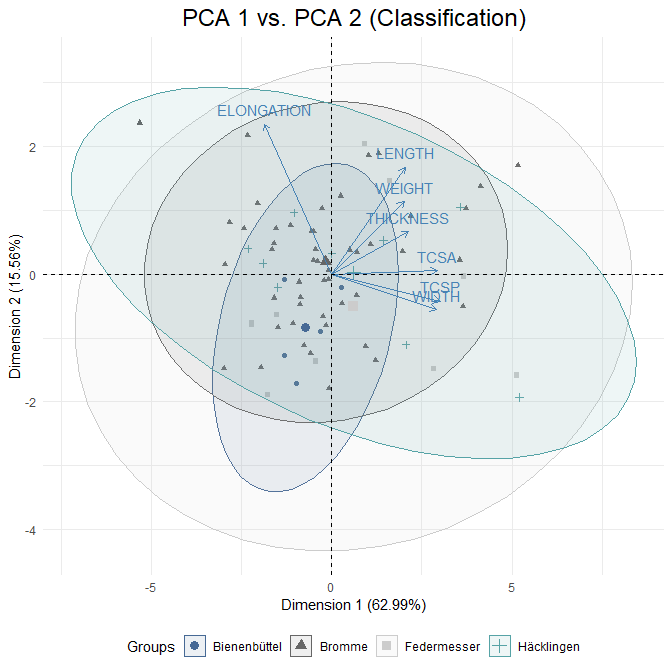 PCA 1 vs. PCA 2 (Classification)
ELONGATION
LENGTH
WEIGHT
THICKNESS
TCSA
TCSP
WIDTH
2
0
-2
-4
Dimension 2 (15.56%)
-5
0
5
Dimension 1 (62.99%)
Groups Bienenbüttel Bromme Federmesser Häcklingen